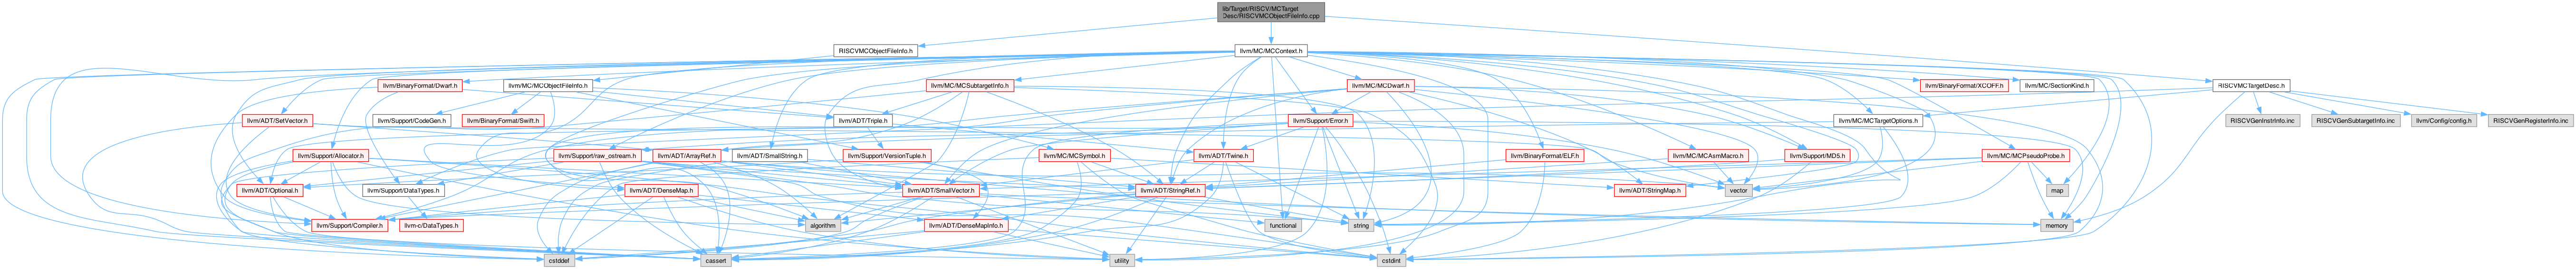 lib/Target/RISCV/MCTarget
Desc/RISCVMCObjectFileInfo.cpp
RISCVMCObjectFileInfo.h
llvm/MC/MCContext.h
llvm/BinaryFormat/Dwarf.h
llvm/MC/MCObjectFileInfo.h
llvm/MC/MCSubtargetInfo.h
llvm/MC/MCDwarf.h
llvm/BinaryFormat/XCOFF.h
llvm/MC/SectionKind.h
RISCVMCTargetDesc.h
llvm/ADT/SetVector.h
llvm/Support/CodeGen.h
llvm/BinaryFormat/Swift.h
llvm/ADT/Triple.h
llvm/Support/Error.h
llvm/MC/MCTargetOptions.h
RISCVGenInstrInfo.inc
RISCVGenSubtargetInfo.inc
llvm/Config/config.h
RISCVGenRegisterInfo.inc
llvm/Support/Allocator.h
llvm/Support/raw_ostream.h
llvm/ADT/ArrayRef.h
llvm/ADT/SmallString.h
llvm/Support/VersionTuple.h
llvm/MC/MCSymbol.h
llvm/ADT/Twine.h
llvm/BinaryFormat/ELF.h
llvm/MC/MCAsmMacro.h
llvm/Support/MD5.h
llvm/MC/MCPseudoProbe.h
llvm/ADT/Optional.h
llvm/Support/DataTypes.h
llvm/ADT/DenseMap.h
llvm/ADT/SmallVector.h
llvm/ADT/StringRef.h
llvm/ADT/StringMap.h
vector
map
llvm/Support/Compiler.h
llvm-c/DataTypes.h
algorithm
llvm/ADT/DenseMapInfo.h
functional
string
memory
cstddef
cassert
utility
cstdint